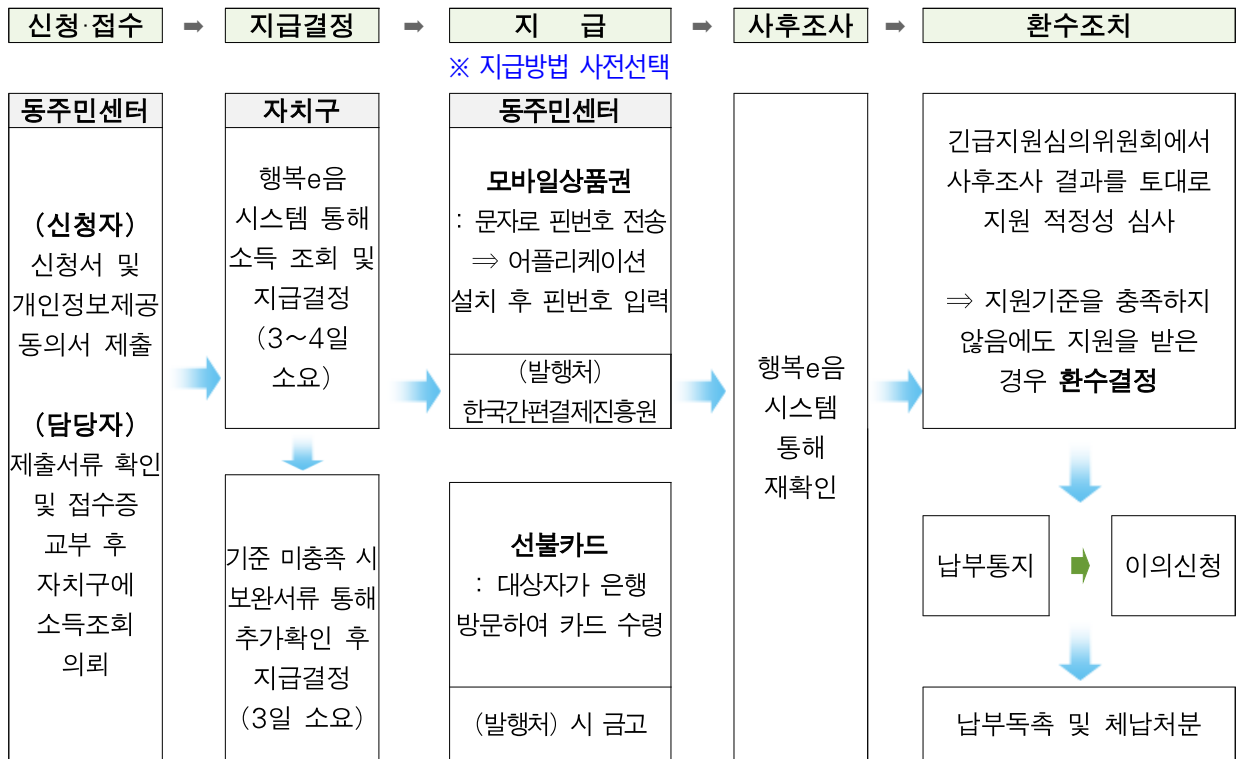 신청·접수 ➡ 지급결정 ➡ 지 급 ➡ 사후조사 ➡ 환수조치
※ 지급방법 사전선택
동주민센터
(신청자)
신청서 및
개인정보제공
동의서 제출
(담당자)
제출서류 확인
및 접수증
교부 후
자치구에
소득조회
의뢰
자치구
행복e음
시스템 통해
소득 조회 및
지급결정
(3～4일
소요)
기준 미충족 시
보완서류 통해
추가확인 후
지급결정
(3일 소요)
동주민센터
모바일상품권
: 문자로 핀번호 전송
⇒ 어플리케이션
설치 후 핀번호 입력
(발행처)
한국간편결제진흥원
선불카드
: 대상자가 은행
방문하여 카드 수령
(발행처) 시 금고
행복e음
시스템
통해
재확인
긴급지원심의위원회에서
사후조사 결과를 토대로
지원 적정성 심사
⇒ 지원기준을 충족하지
않음에도 지원을 받은
경우 환수결정
납부통지
이의신청
납부독촉 및 체납처분